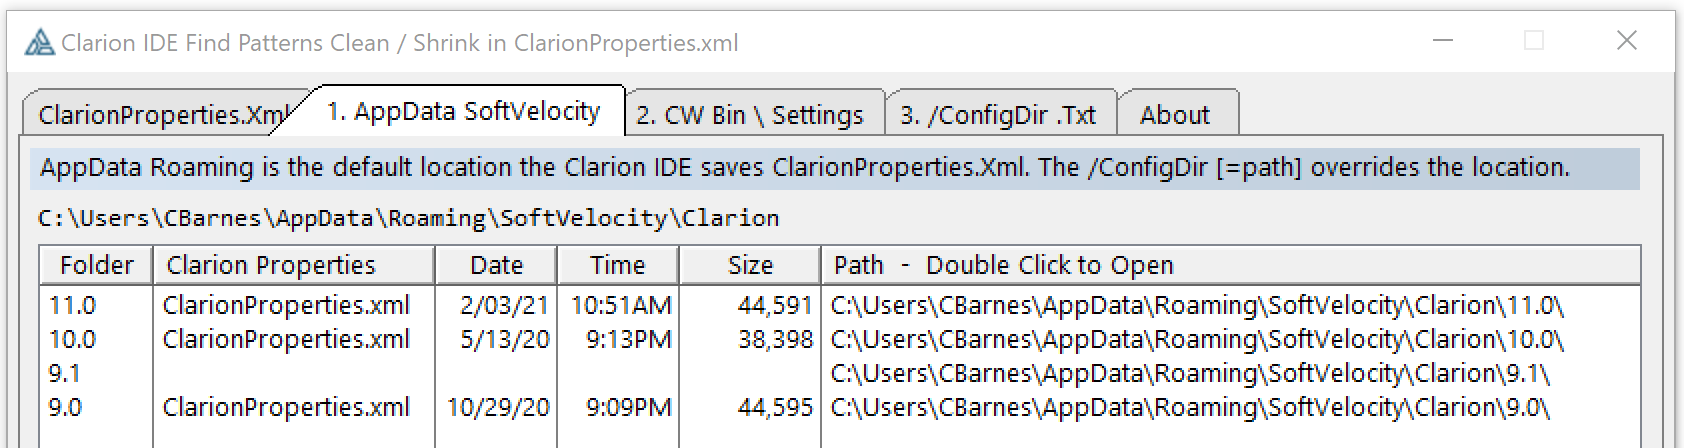 Clarion IDE Find Patterns Clean / Shrink in ClarionProperties.xml
ClarionProperties.Xml 1. AppData SoftVelocity 2. CW Bin \ Settings 3. /ConfigDir .Txt About
AppData Roaming is the default location the Clarion IDE saves ClarionProperties.Xml. The /ConfigDir [=path] overrides the location.
C:\Users\CBarnes\AppData\Roaming\SoftVelocity\Clarion
Folder Clarion Properties Date Time Size Path - Double Click to Open
11.0 ClarionProperties.xml 2/03/21 10:51AM 44,591 C:\Users\CBarnes\AppData\Roaming\SoftVelocity\Clarion\11.0\
10.0 ClarionProperties.xml 5/13/20 9:13PM 38,398 C:\Users\CBarnes\AppData\Roaming\SoftVelocity\Clarion\10.0\
9.1 C:\Users\CBarnes\AppData\Roaming\SoftVelocity\Clarion\9.1\
9.0 ClarionProperties.xml 10/29/20 9:09PM 44,595 C:\Users\CBarnes\AppData\Roaming\SoftVelocity\Clarion\9.0\